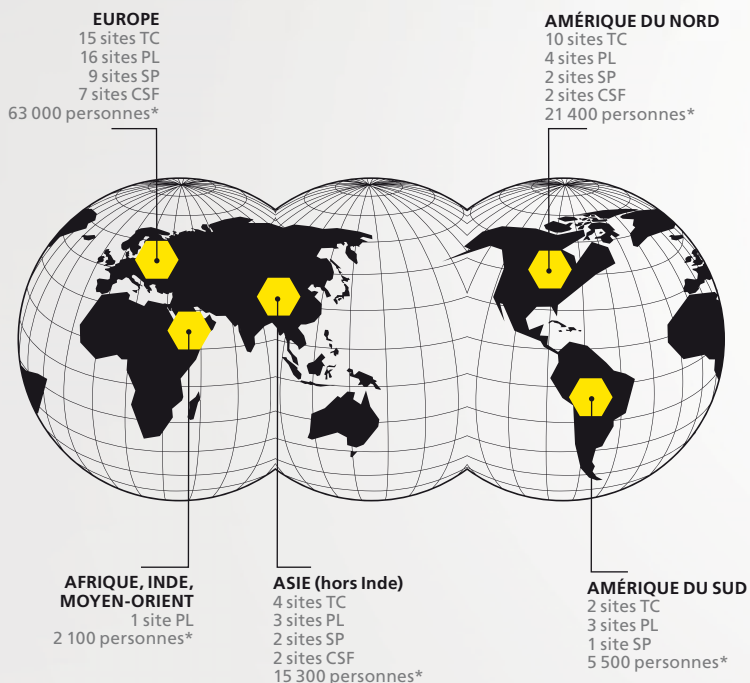 EUROPE
15 sites TC
16 sites PL
9 sites SP
7 sites CSF
63 000 personnes*
AMÉRIQUE DU NORD
10 sites TC
4 sites PL
2 sites SP
2 sites CSF
21 400 personnes*
AFRIQUE, INDE,
MOYEN-ORIENT
1 site PL
2 100 personnes*
ASIE (hors Inde)
4 sites TC
3 sites PL
2 sites SP
2 sites CSF
15 300 personnes*
AMÉRIQUE DU SUD
2 sites TC
3 sites PL
1 site SP
5 500 personnes*